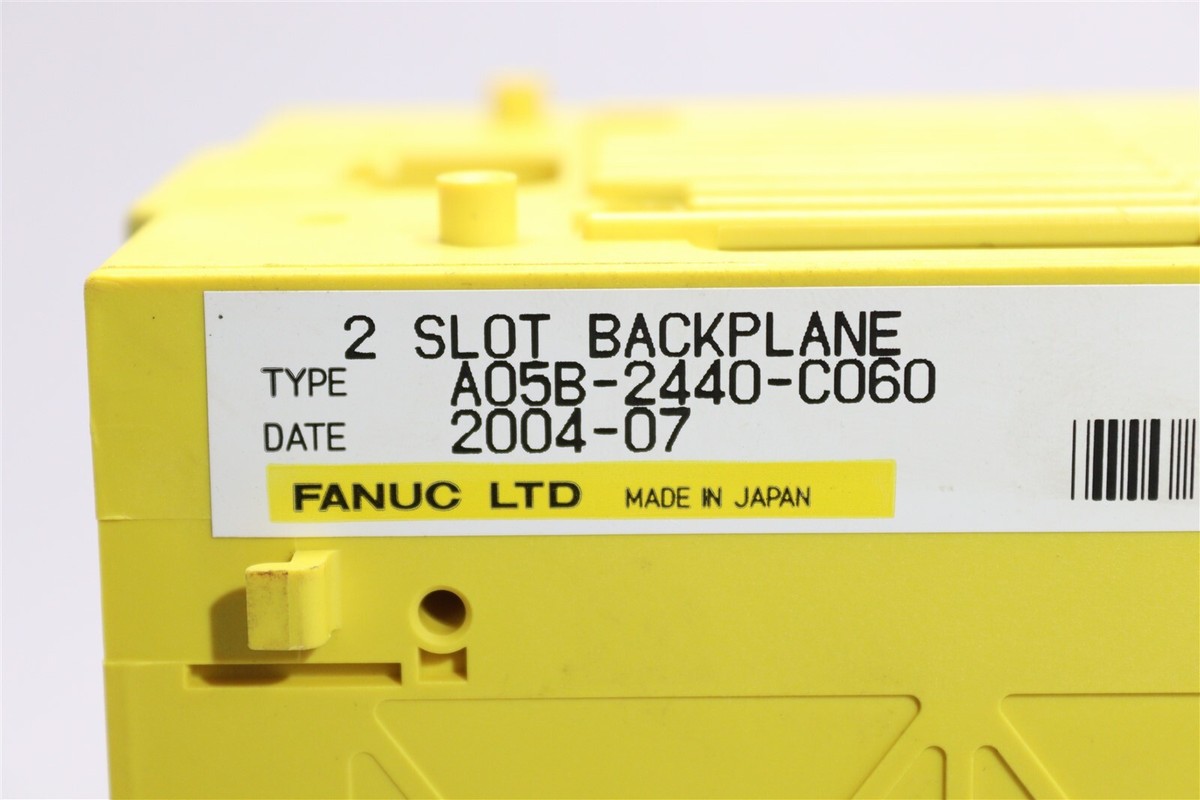 2 SLOT BACKPLANE
TYPE A05B-2440-C060
DATE 2004-07
FANUC LTD MADE IN JAPAN